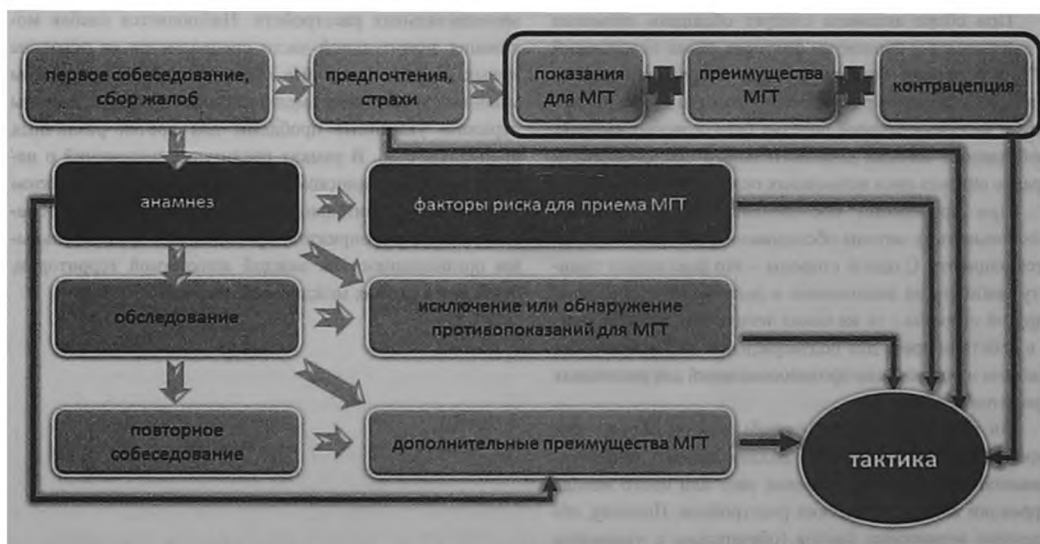 первое собеседование,
сбор жалоб
предпочтения,
страхи
показания
для МГТ
преимущества
МГТ
контрацепция
анамнез
факторы риска для приема МГТ
обследование
исключение или обнаружение
противопоказаний для МГТ
повторное
собеседование
дополнительные преимущества МГТ
тактика